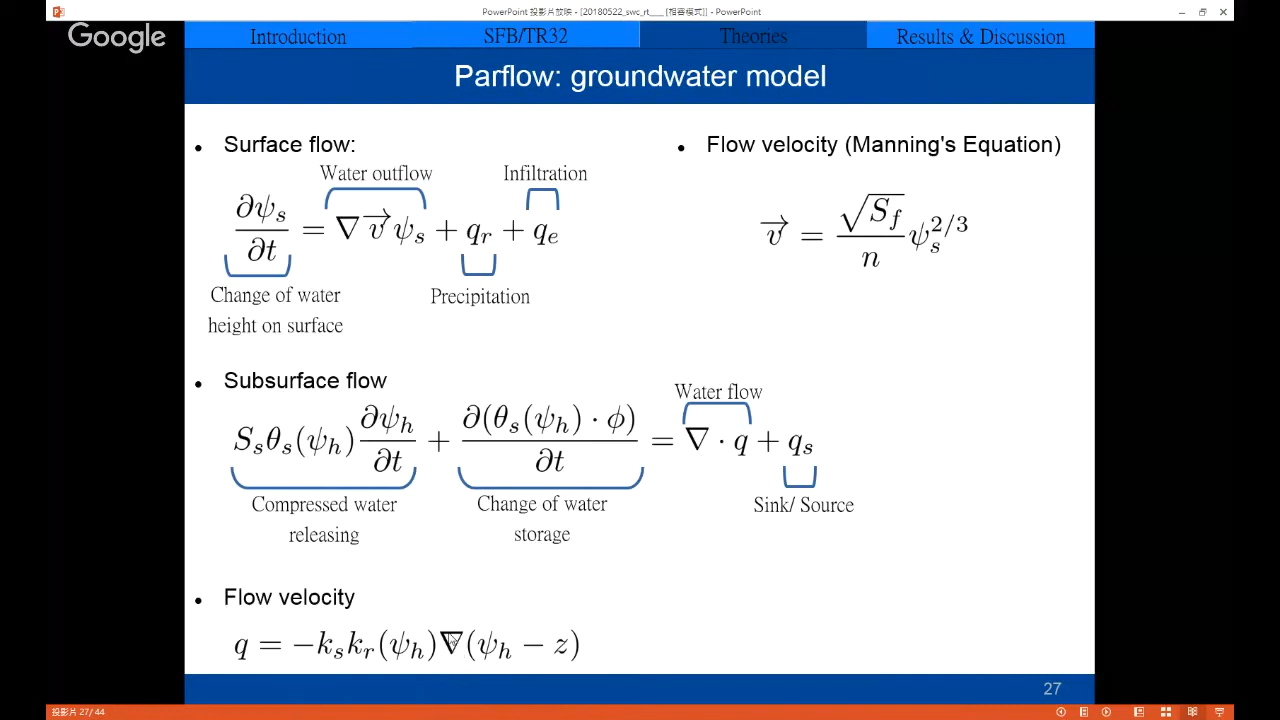 PowerPoint 投影片放映 - [20180522_swc_rt____ [相容模式]] - PowerPoint
Google
Introduction SFB/TR32 Theories Results & Discussion
Parflow: groundwater model
• Surface flow:
Water outflow Infiltration
∂ψ_s/∂t = ∇ v⃗ ψ_s + q_r + q_e
Change of water
height on surface
Precipitation
• Flow velocity (Manning's Equation)
v⃗ = √S_f / n ψ_s^{2/3}
• Subsurface flow
Water flow
S_s θ_s(ψ_h) ∂ψ_h/∂t + ∂(θ_s(ψ_h) · ϕ)/∂t = ∇ · q + q_s
Compressed water
releasing
Change of water
storage
Sink/ Source
• Flow velocity
q = −k_s k_r(ψ_h)∇(ψ_h − z)
27
投影片 27/ 44